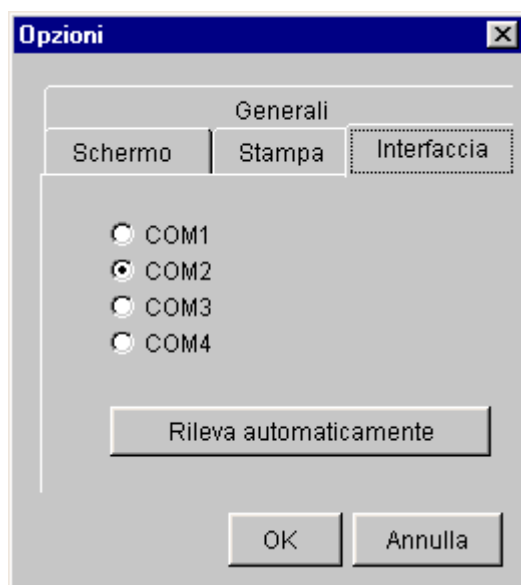 Opzioni
Generali
Schermo Stampa Interfaccia
COM1
COM2
COM3
COM4
Rileva automaticamente
OK Annulla